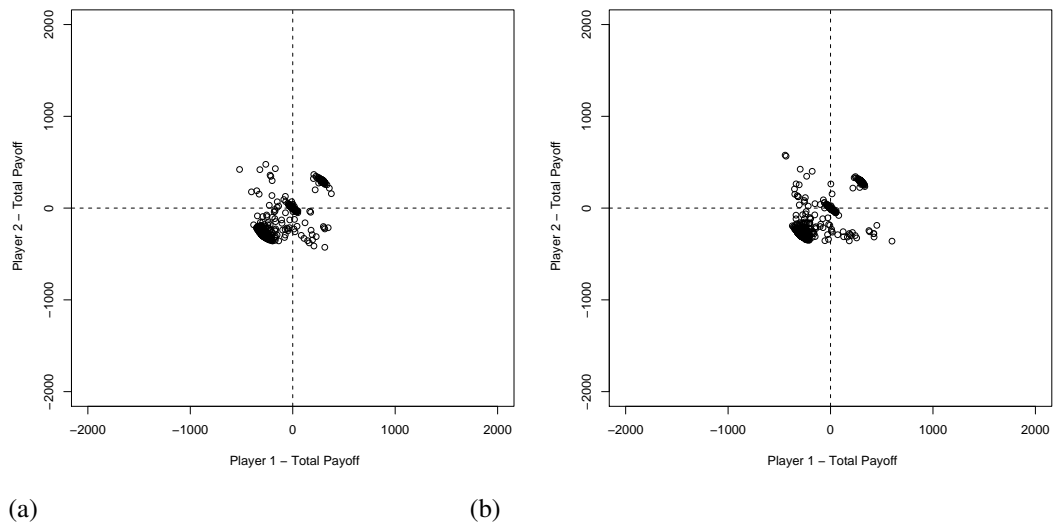 2000
1000
0
−1000
−2000
Player 2 − Total Payoff
−2000 −1000 0 1000 2000
Player 1 − Total Payoff
(a)
2000
1000
0
−1000
−2000
Player 2 − Total Payoff
−2000 −1000 0 1000 2000
Player 1 − Total Payoff
(b)